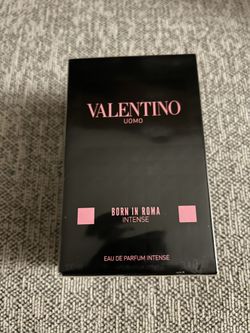 VALENTINO
UOMO
BORN IN ROMA
INTENSE
EAU DE PARFUM INTENSE